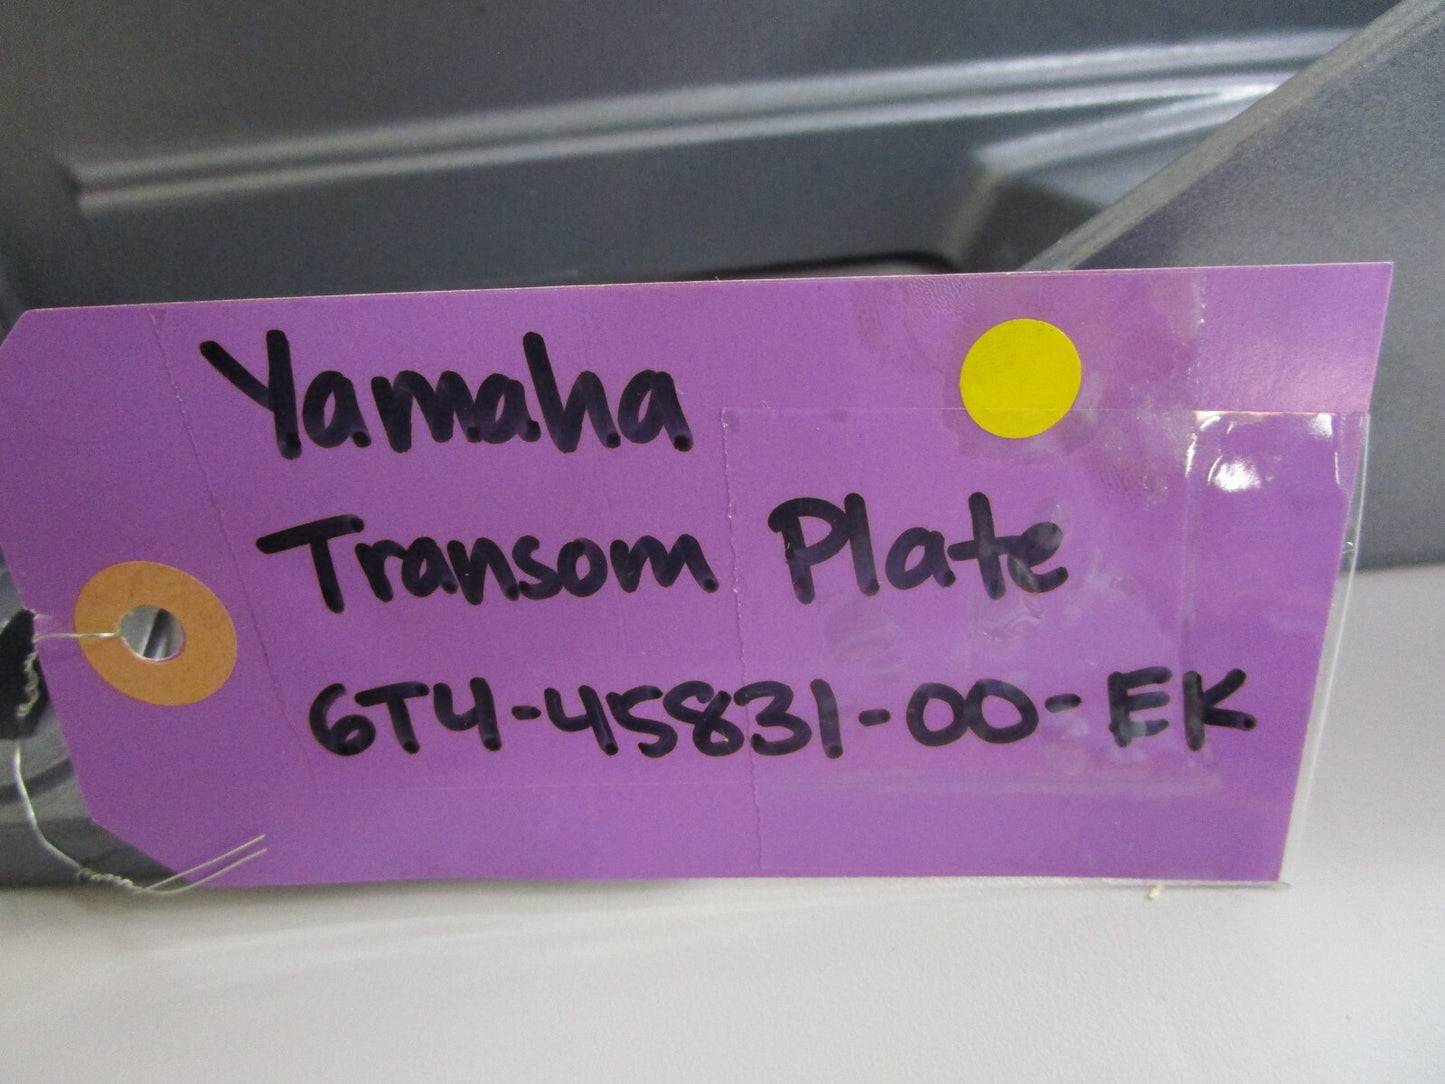 Yamaha
Transom Plate
6T4-45831-00-EK